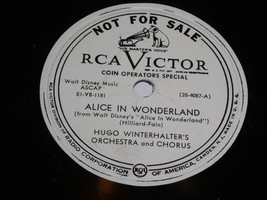 NOT FOR SALE
"HIS MASTER'S VOICE"
RCA VICTOR
COIN OPERATORS SPECIAL
Walt Disney Music
ASCAP
E1-VB-1181
(20-4087-A)
ALICE IN WONDERLAND
(from Walt Disney's "Alice In Wonderland")
(Hilliard-Fain)
HUGO WINTERHALTER'S
ORCHESTRA and CHORUS
RADIO CORPORATION OF AMERICA
RCA
CAMDEN, N.J. MADE IN U.S.A.